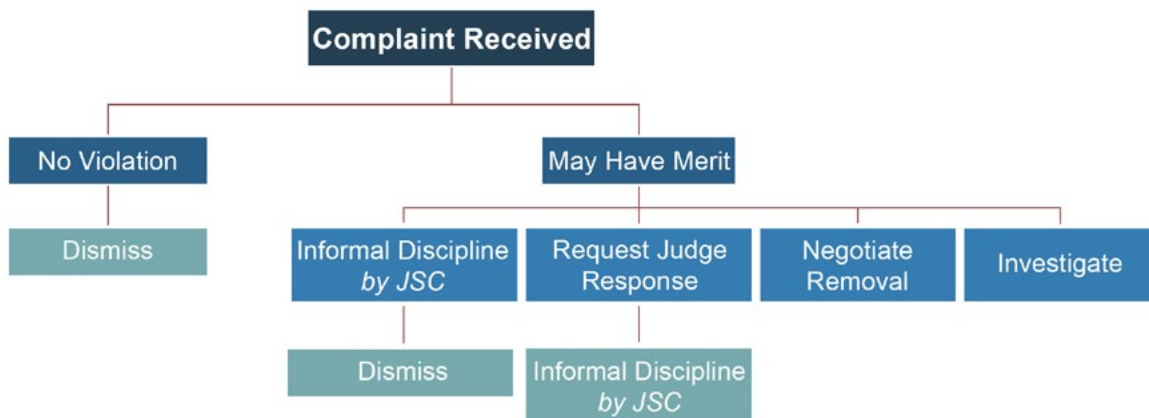 Complaint Received
No Violation
May Have Merit
Dismiss
Informal Discipline
by JSC
Request Judge
Response
Negotiate
Removal
Investigate
Dismiss
Informal Discipline
by JSC